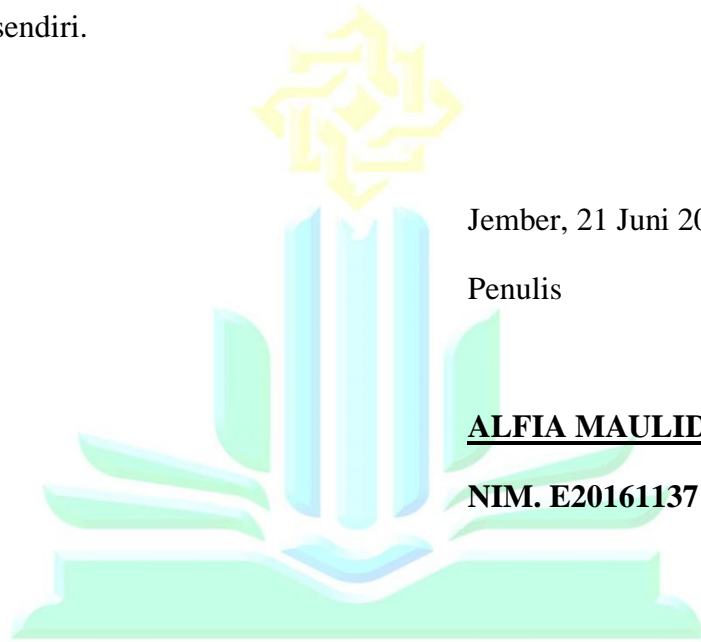 sendiri.
Jember, 21 Juni 20
Penulis
ALFIA MAULID
NIM. E20161137